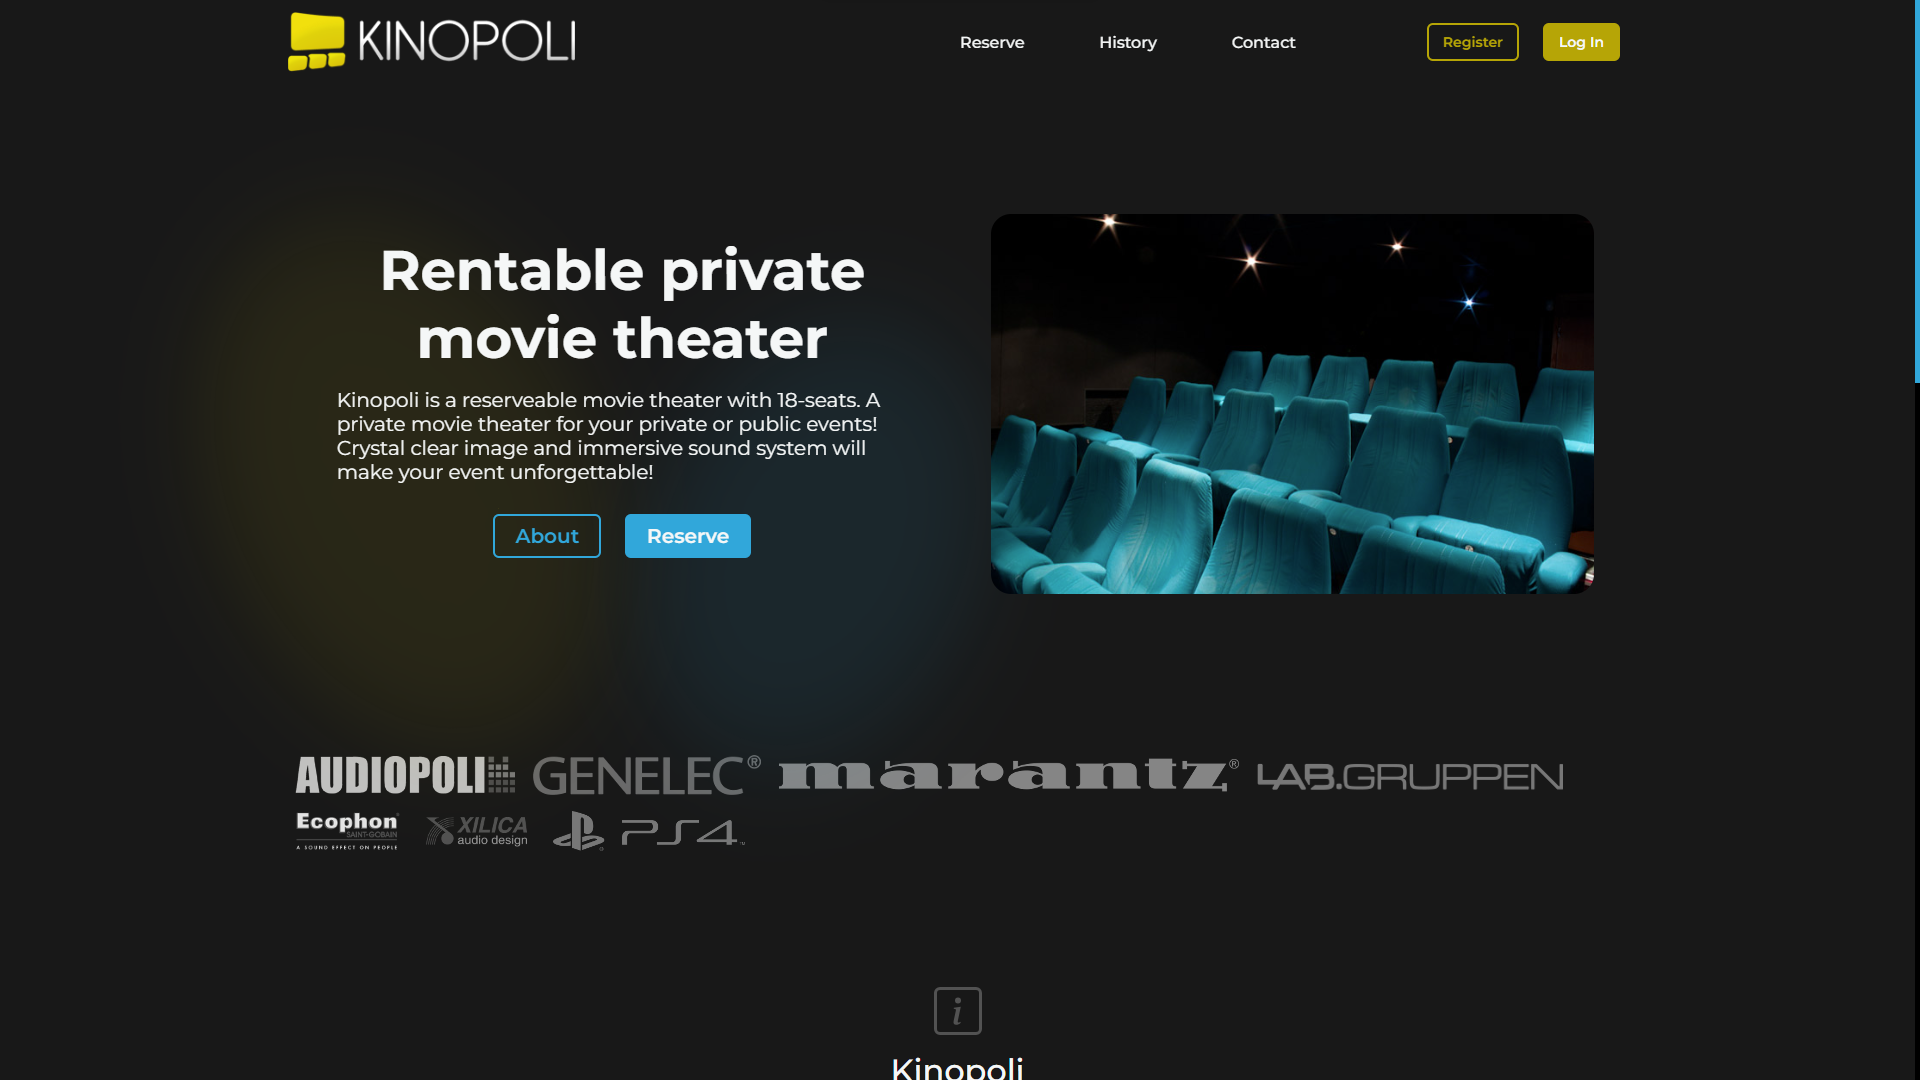 KINOPOLI
Reserve
History
Contact
Register
Log In
Rentable private
movie theater
Kinopoli is a reserveable movie theater with 18-seats. A
private movie theater for your private or public events!
Crystal clear image and immersive sound system will
make your event unforgettable!
About
Reserve
AUDIOPOLI
GENELEC®
marantz®
LAB.GRUPPEN
Ecophon
SAINT-GOBAIN
A SOUND EFFECT ON PEOPLE
XILICA
audio design
PS4™
i
Kinopoli